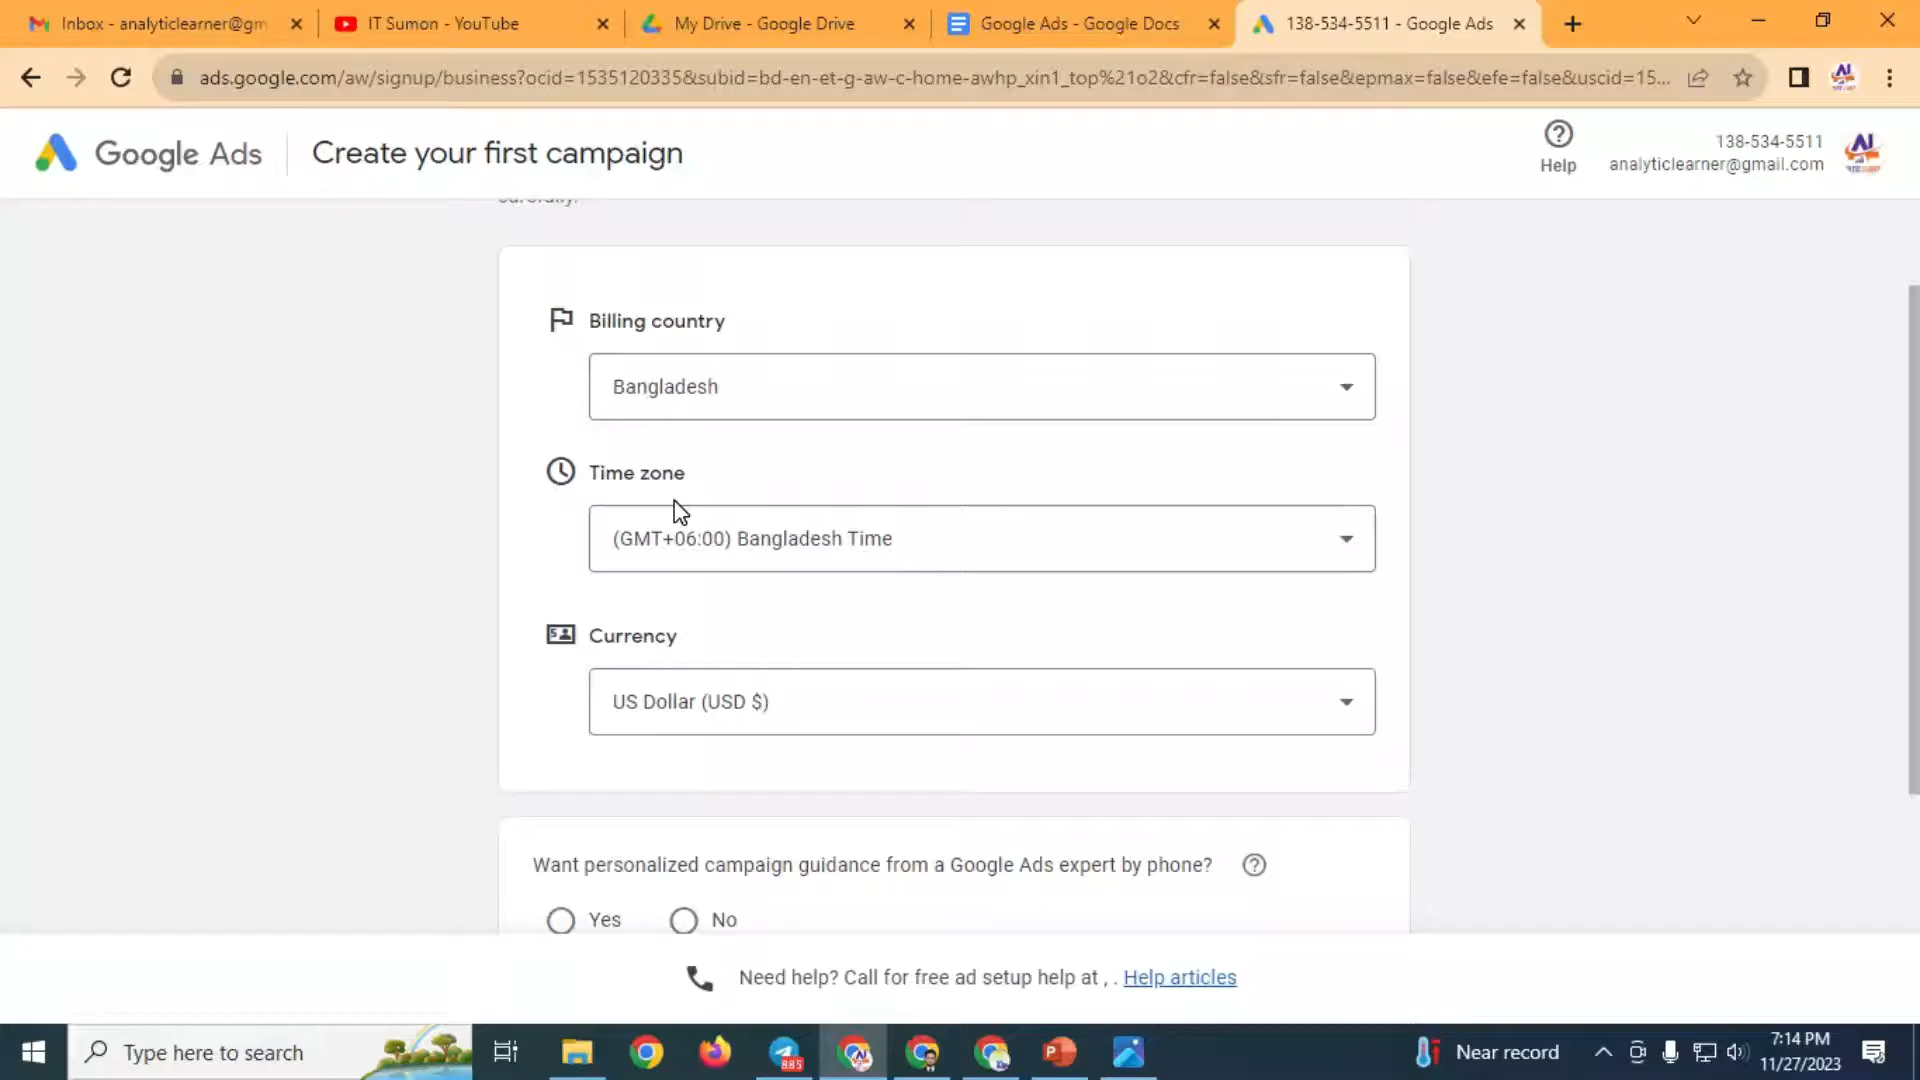 Inbox - analyticlearner@gm
IT Sumon - YouTube
My Drive - Google Drive
Google Ads - Google Docs
138-534-5511 - Google Ads
ads.google.com/aw/signup/business?ocid=1535120335&subid=bd-en-et-g-aw-c-home-awhp_xin1_top%21o2&cfr=false&sfr=false&epmax=false&efe=false&uscid=15...
Google Ads
Create your first campaign
Help
138-534-5511
analyticlearner@gmail.com
carefully.
Billing country
Bangladesh
Time zone
(GMT+06:00) Bangladesh Time
Currency
US Dollar (USD $)
Want personalized campaign guidance from a Google Ads expert by phone?
Yes
No
Need help? Call for free ad setup help at , . Help articles
Type here to search
885
Near record
7:14 PM
11/27/2023